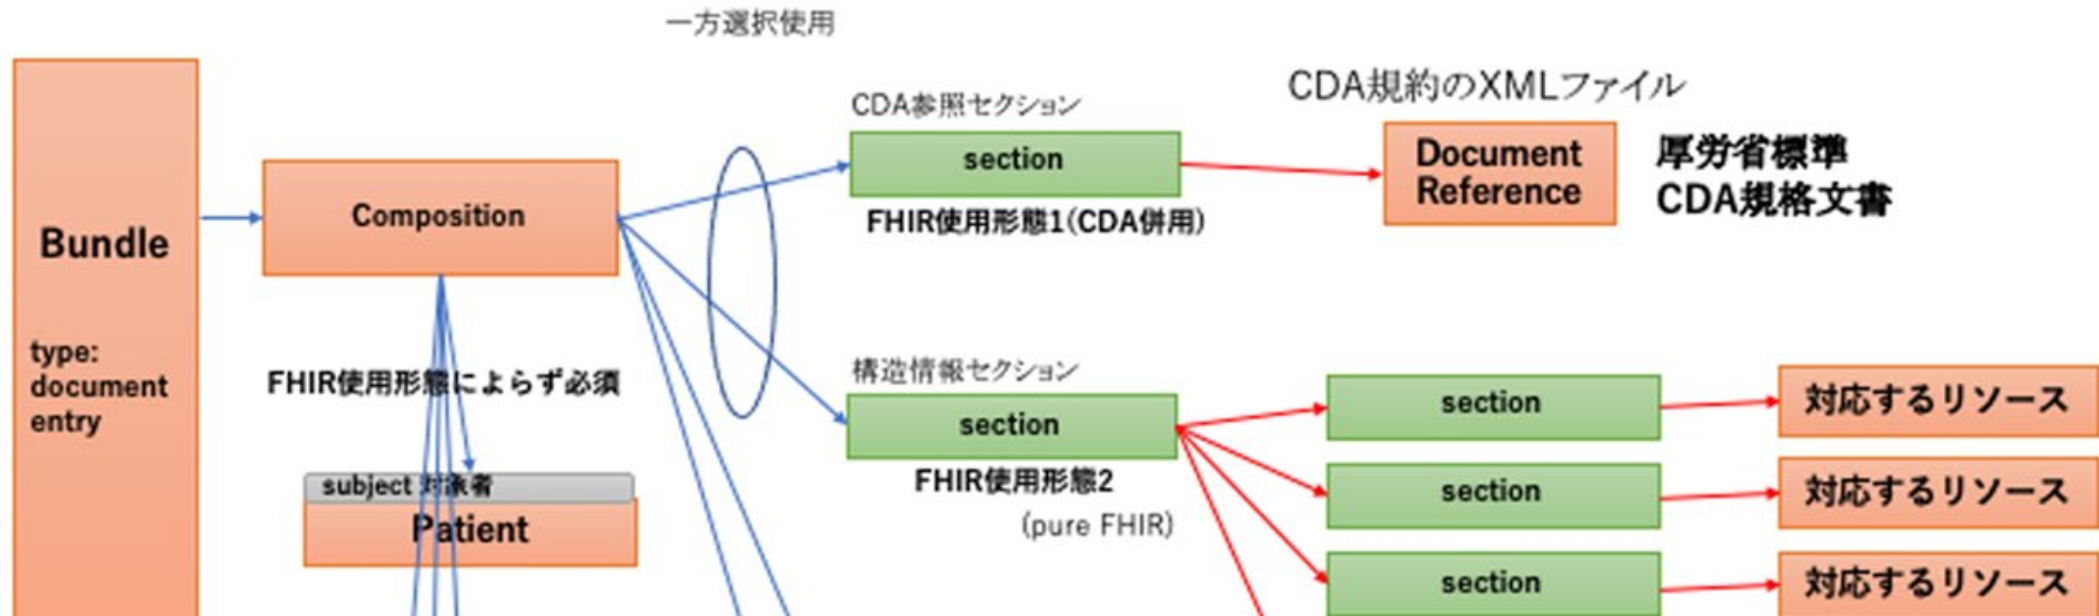 一方選択使用
CDA規約のXMLファイル
CDA参照セクション
section
Document
Reference
厚労省標準
CDA規格文書
FHIR使用形態1(CDA併用)
Composition
Bundle
type:
document
entry
FHIR使用形態によらず必須
構造情報セクション
section
FHIR使用形態2
(pure FHIR)
section
対応するリソース
section
対応するリソース
section
対応するリソース
subject 対象者
Patient